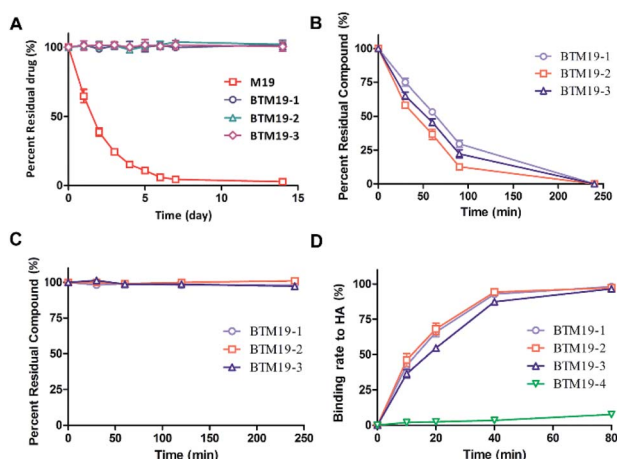 A
Percent Residual drug (%)
100
50
0
0
5
10
15
Time (day)
M19
BTM19-1
BTM19-2
BTM19-3
B
Percent Residual Compound (%)
100
75
50
25
0
0
50
100
150
200
250
Time (min)
BTM19-1
BTM19-2
BTM19-3
C
Percent Residual Compound (%)
150
100
50
0
0
50
100
150
200
250
Time (min)
BTM19-1
BTM19-2
BTM19-3
D
Binding rate to HA (%)
100
75
50
25
0
0
20
40
60
80
Time (min)
BTM19-1
BTM19-2
BTM19-3
BTM19-4